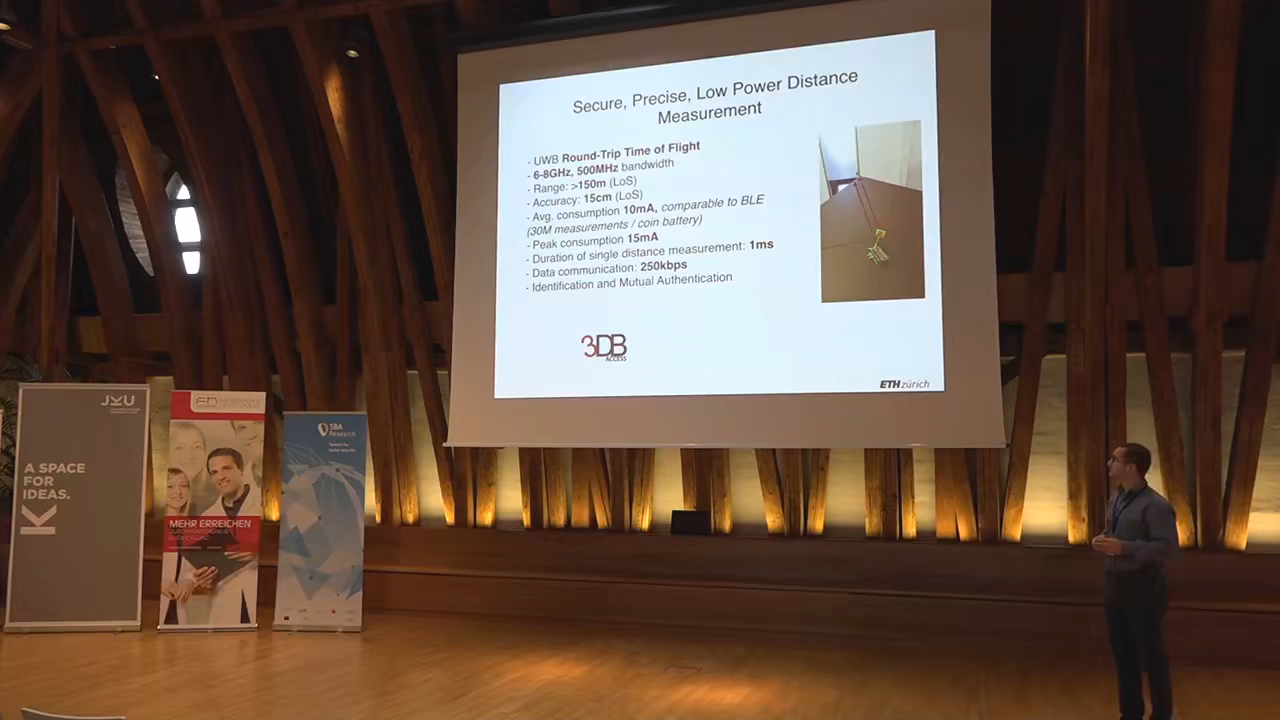 Secure, Precise, Low Power Distance
Measurement
- UWB Round-Trip Time of Flight
- 6-8GHz, 500MHz bandwidth
- Range: >150m (LoS)
- Accuracy: 15cm (LoS)
- Avg. consumption 10mA, comparable to BLE
(30M measurements / coin battery)
- Peak consumption 15mA
- Duration of single distance measurement: 1ms
- Data communication: 250kbps
- Identification and Mutual Authentication
3DB
ACCESS
ETH zürich
JKU
A SPACE
FOR
IDEAS.
fh
MEHR ERREICHEN
SBA
Research